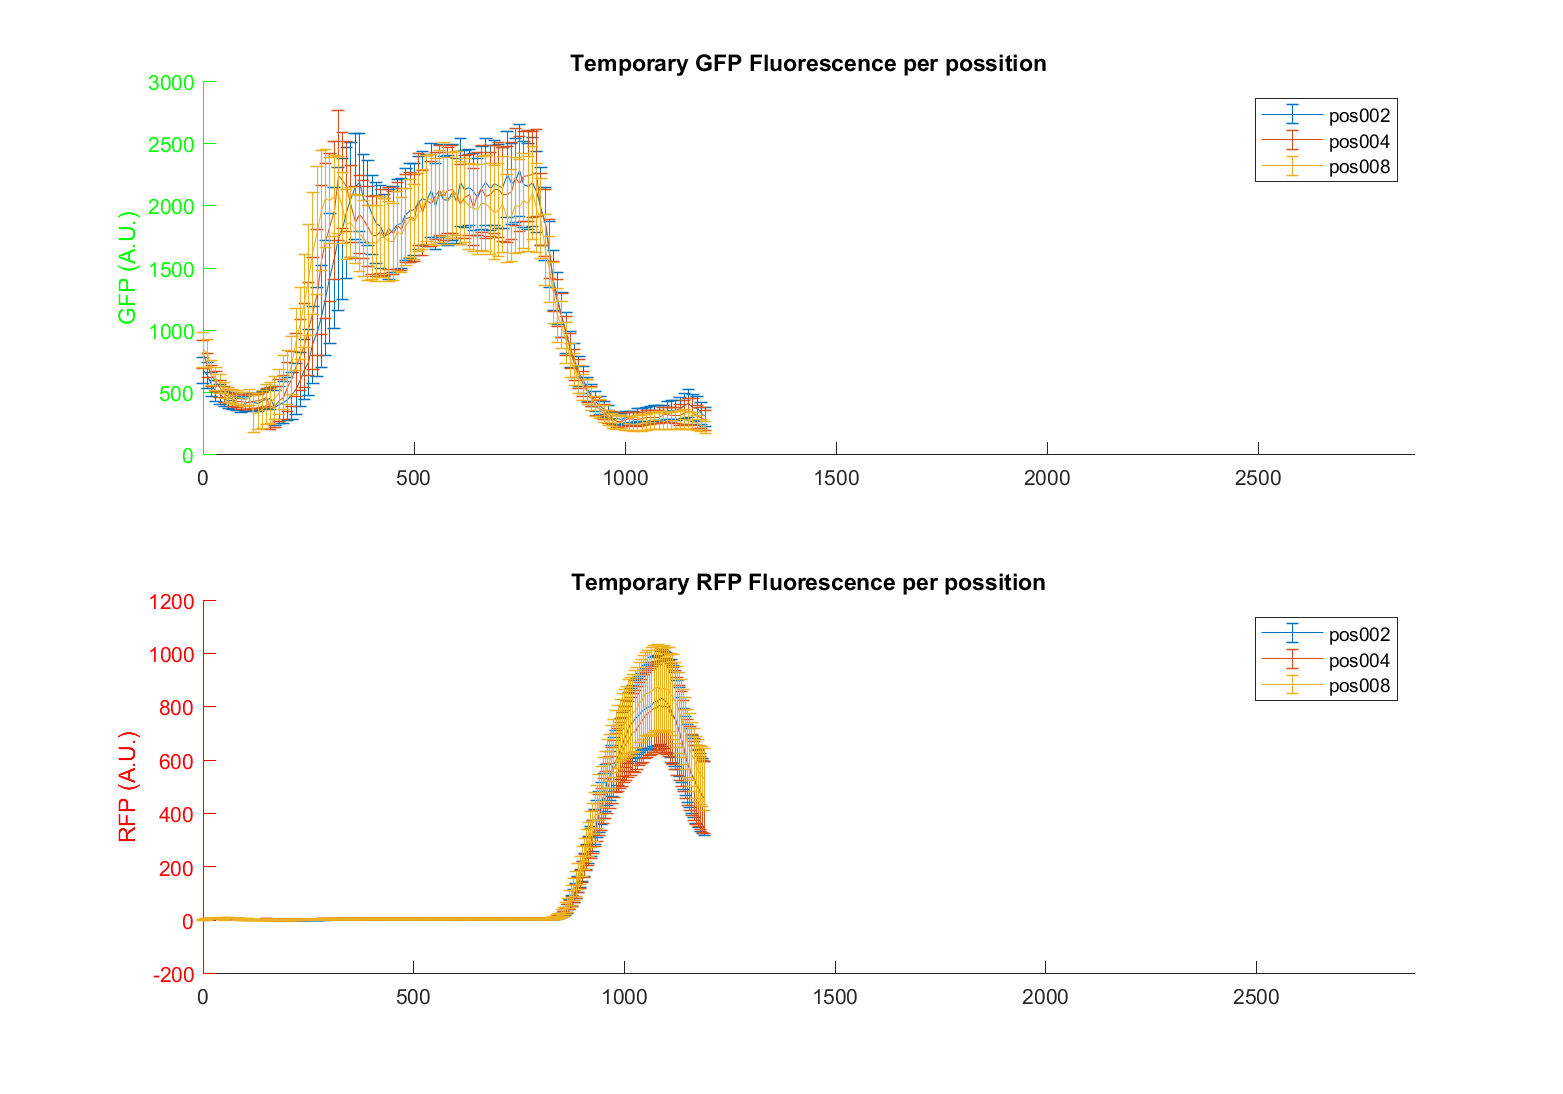 Temporary GFP Fluorescence per possition
3000
2500
2000
1500
1000
500
0
GFP (A.U.)
0 500 1000 1500 2000 2500
pos002
pos004
pos008
Temporary RFP Fluorescence per possition
1200
1000
800
600
400
200
0
-200
RFP (A.U.)
0 500 1000 1500 2000 2500
pos002
pos004
pos008